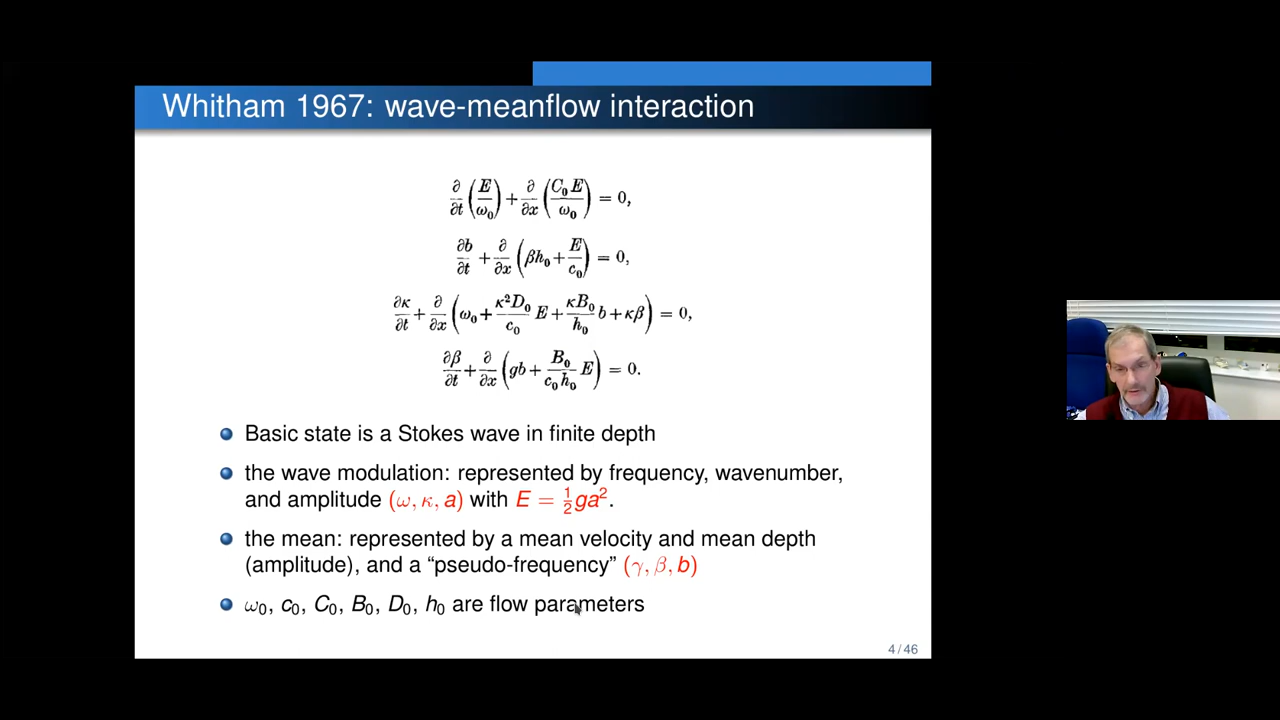 Whitham 1967: wave-meanflow interaction
∂/∂t (E/ω₀) + ∂/∂x (C₀E/ω₀) = 0,
∂b/∂t + ∂/∂x (βh₀ + E/c₀) = 0,
∂κ/∂t + ∂/∂x (ω₀ + κ²D₀/c₀ E + κB₀/h₀ b + κβ) = 0,
∂β/∂t + ∂/∂x (gb + B₀/c₀h₀ E) = 0.
Basic state is a Stokes wave in finite depth
the wave modulation: represented by frequency, wavenumber,
and amplitude (ω, κ, a) with E = ½ga².
the mean: represented by a mean velocity and mean depth
(amplitude), and a “pseudo-frequency” (γ, β, b)
ω₀, c₀, C₀, B₀, D₀, h₀ are flow parameters
4 / 46